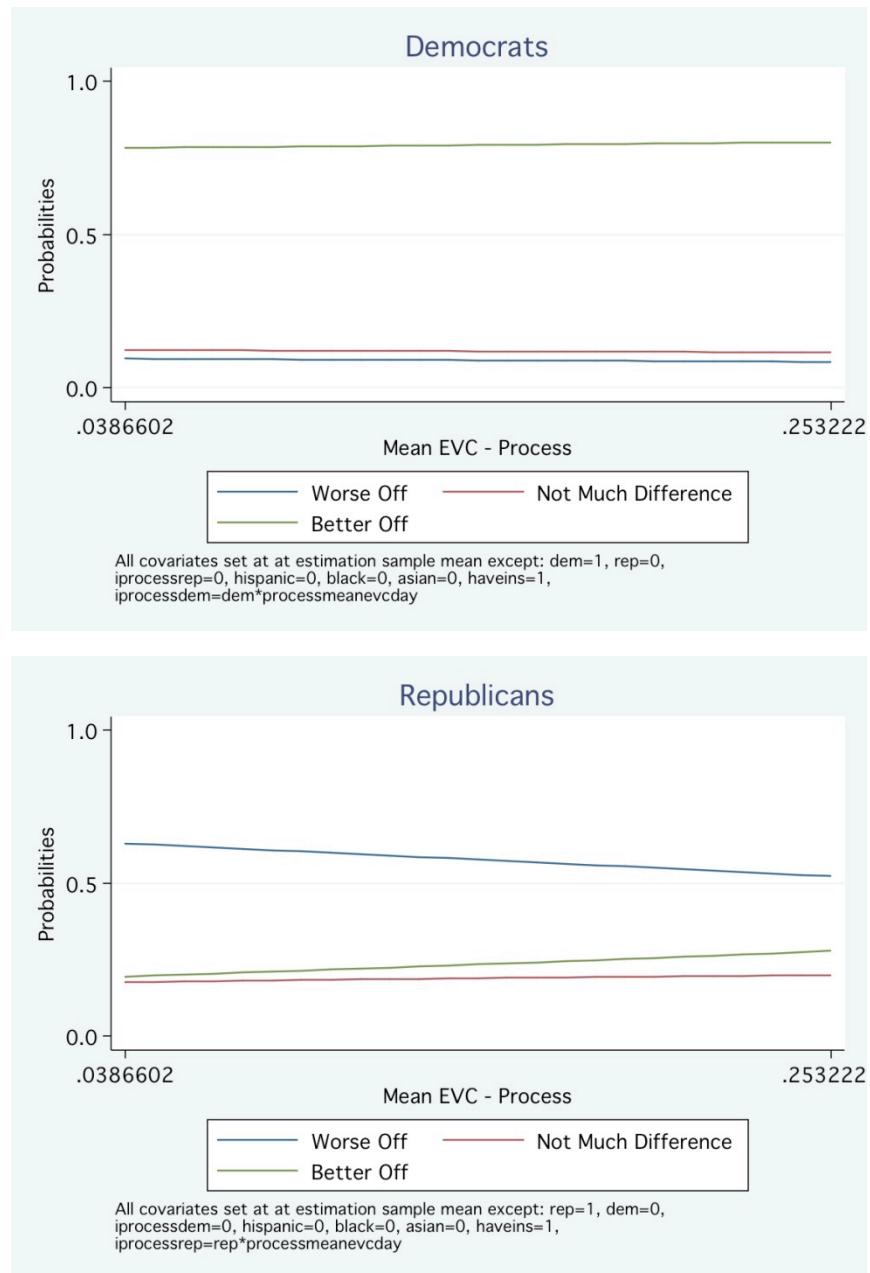 Democrats
1.0
0.5
0.0
Probabilities
.0386602 .253222
Mean EVC - Process
Worse Off Not Much Difference
Better Off
All covariates set at at estimation sample mean except: dem=1, rep=0,
iprocessrep=0, hispanic=0, black=0, asian=0, haveins=1,
iprocessdem=dem*processmeanevcday
Republicans
1.0
0.5
0.0
Probabilities
.0386602 .253222
Mean EVC - Process
Worse Off Not Much Difference
Better Off
All covariates set at at estimation sample mean except: rep=1, dem=0,
iprocessdem=0, hispanic=0, black=0, asian=0, haveins=1,
iprocessrep=rep*processmeanevcday